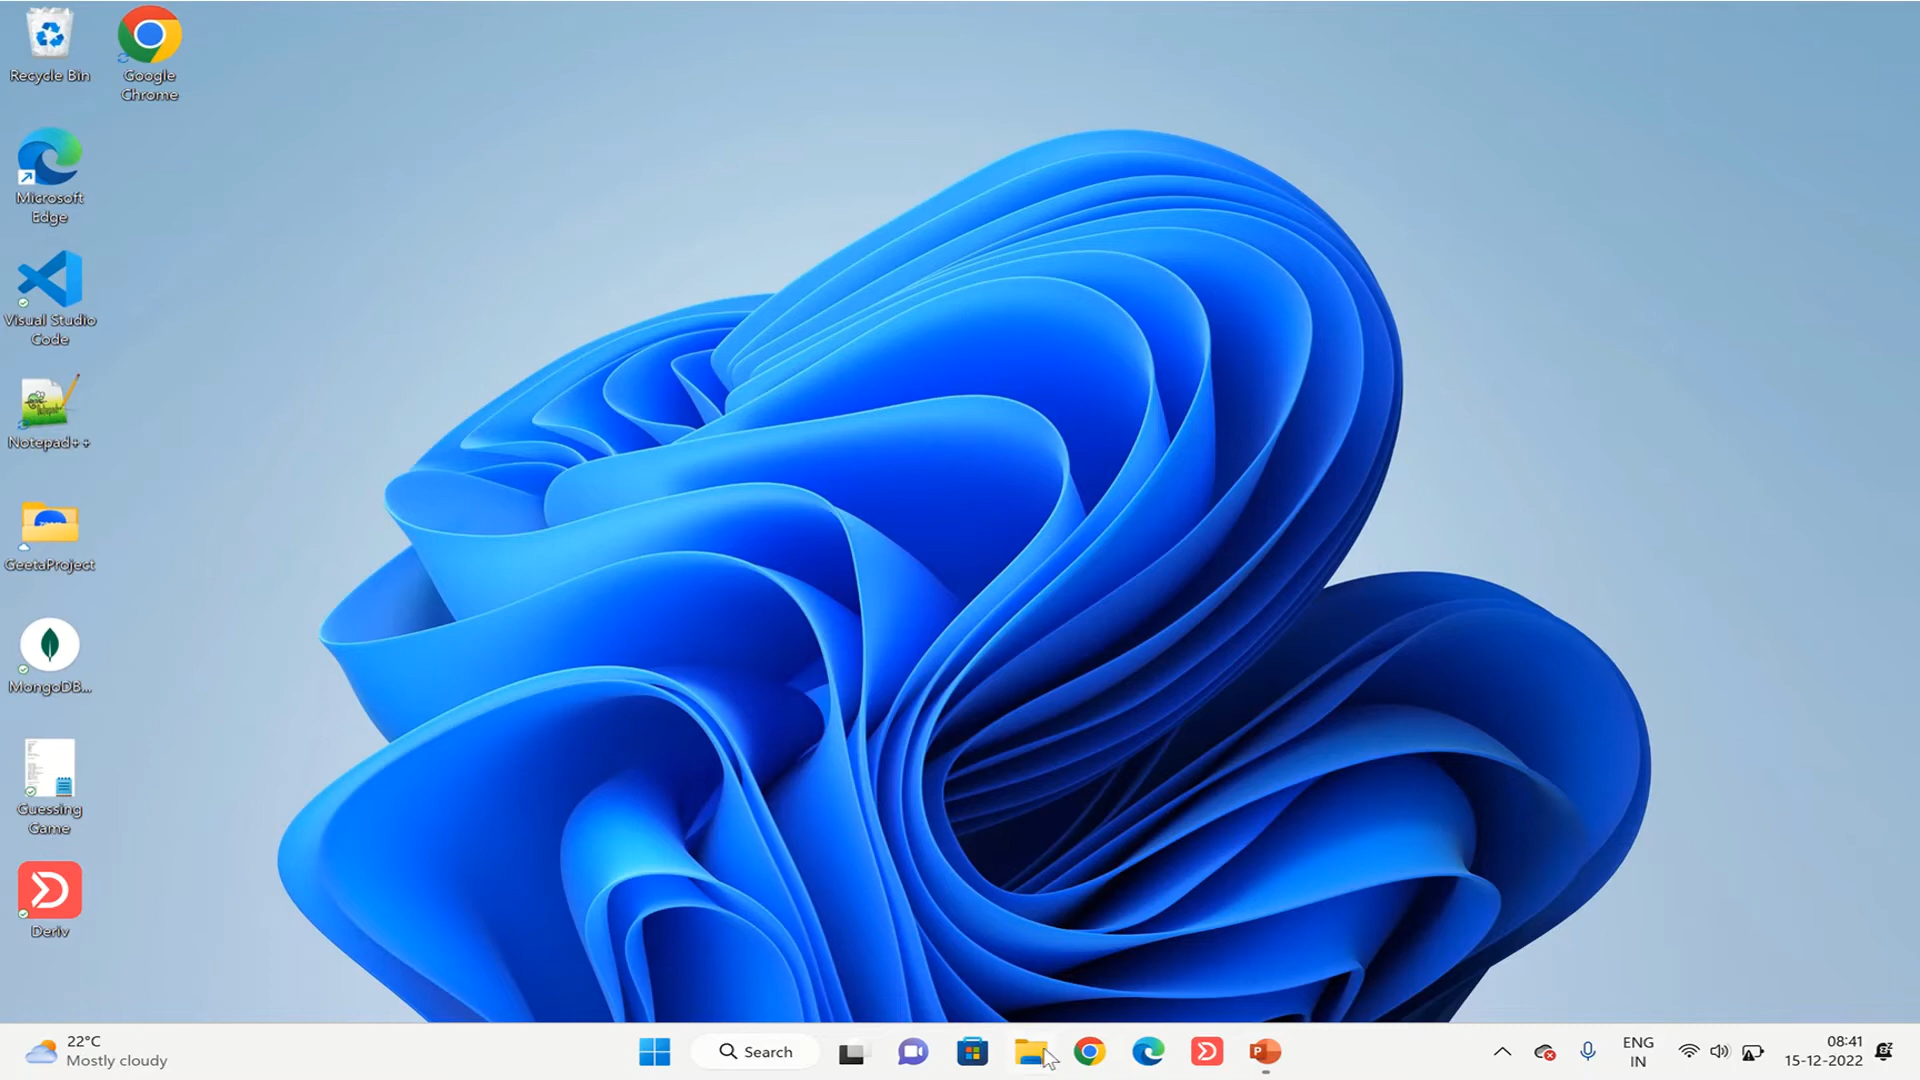 Recycle Bin
Google
Chrome
Microsoft
Edge
Visual Studio
Code
Notepad++
GeetaProject
MongoDB...
Guessing
Game
Deriv
22°C
Mostly cloudy
Search
ENG
IN
08:41
15-12-2022